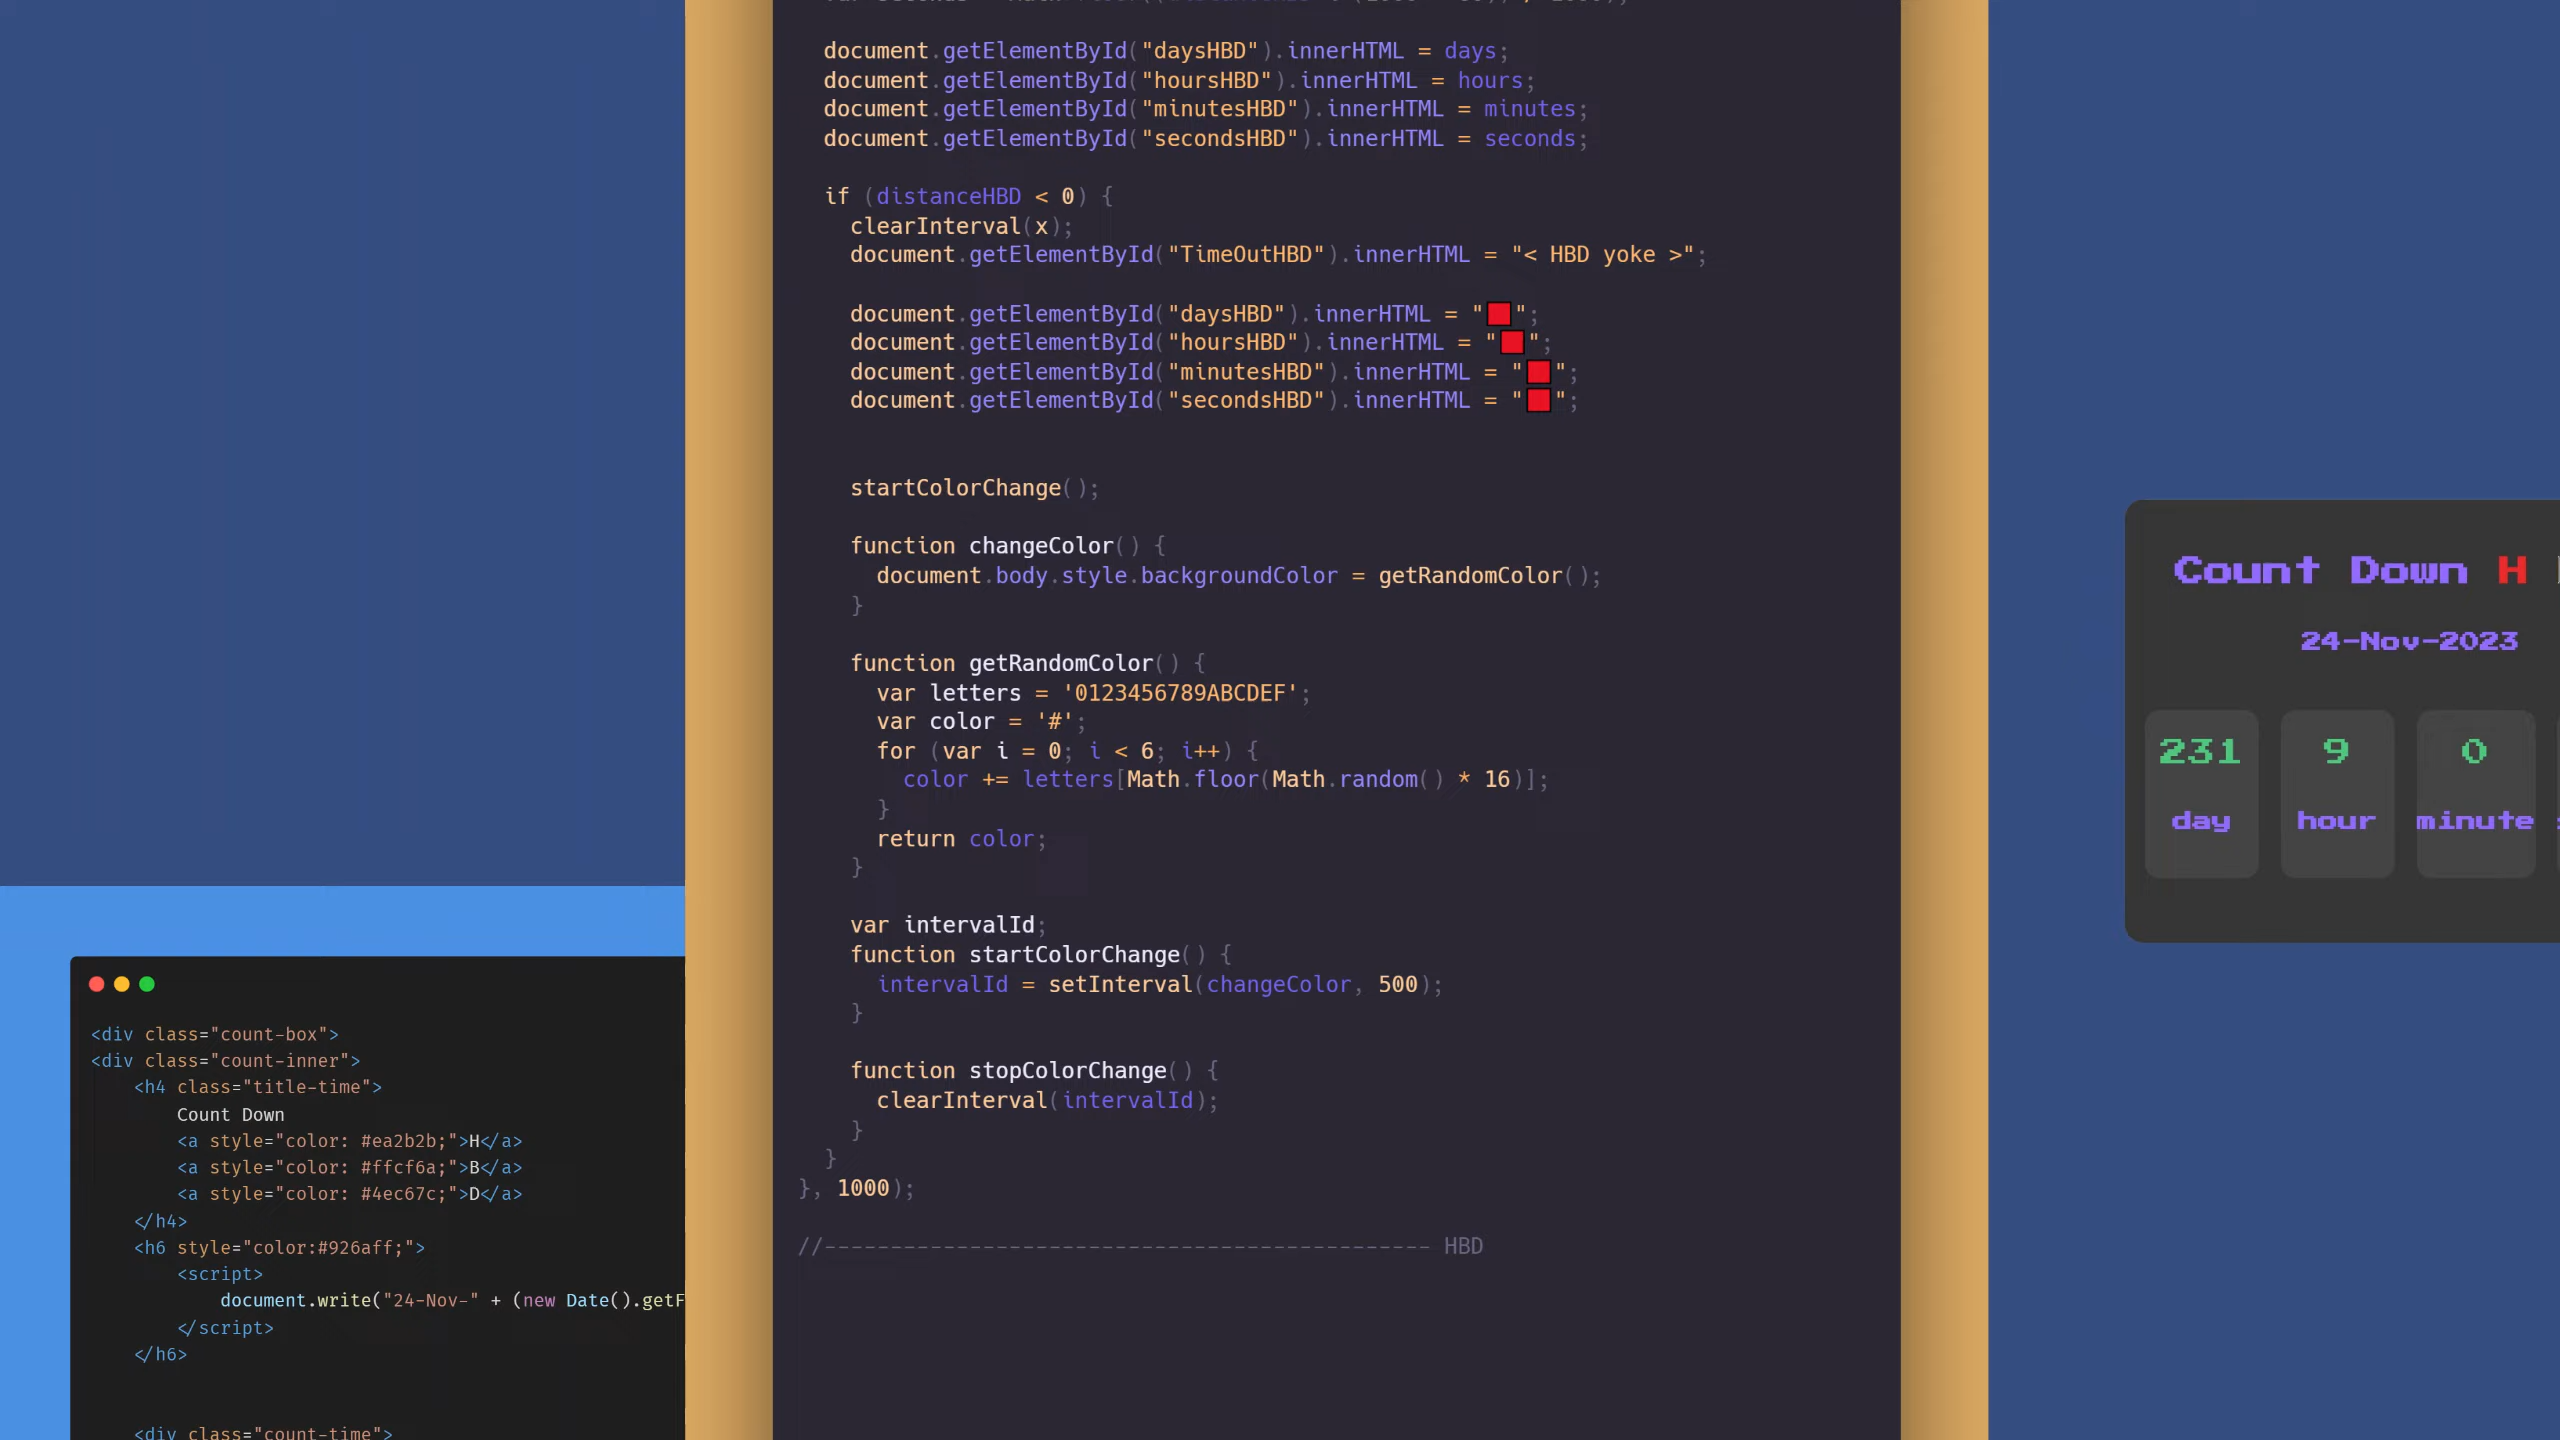 document.getElementById("daysHBD").innerHTML = days;
document.getElementById("hoursHBD").innerHTML = hours;
document.getElementById("minutesHBD").innerHTML = minutes;
document.getElementById("secondsHBD").innerHTML = seconds;
if (distanceHBD < 0) {
clearInterval(x);
document.getElementById("TimeOutHBD").innerHTML = "< HBD yoke >";
document.getElementById("daysHBD").innerHTML = "🟥";
document.getElementById("hoursHBD").innerHTML = "🟥";
document.getElementById("minutesHBD").innerHTML = "🟥";
document.getElementById("secondsHBD").innerHTML = "🟥";
startColorChange();
function changeColor() {
document.body.style.backgroundColor = getRandomColor();
}
function getRandomColor() {
var letters = '0123456789ABCDEF';
var color = '#';
for (var i = 0; i < 6; i++) {
color += letters[Math.floor(Math.random() * 16)];
}
return color;
}
var intervalId;
function startColorChange() {
intervalId = setInterval(changeColor, 500);
}
function stopColorChange() {
clearInterval(intervalId);
}
}
}, 1000);
//---------------------------------------------- HBD
<div class="count-box">
<div class="count-inner">
<h4 class="title-time">
Count Down
<a style="color: #ea2b2b;">H</a>
<a style="color: #ffcf6a;">B</a>
<a style="color: #4ec67c;">D</a>
</h4>
<h6 style="color:#926aff;">
<script>
document.write("24-Nov-" + (new Date().getF
</script>
</h6>
<div class="count-time">
Count Down H
24-Nov-2023
231 9 0
day hour minute